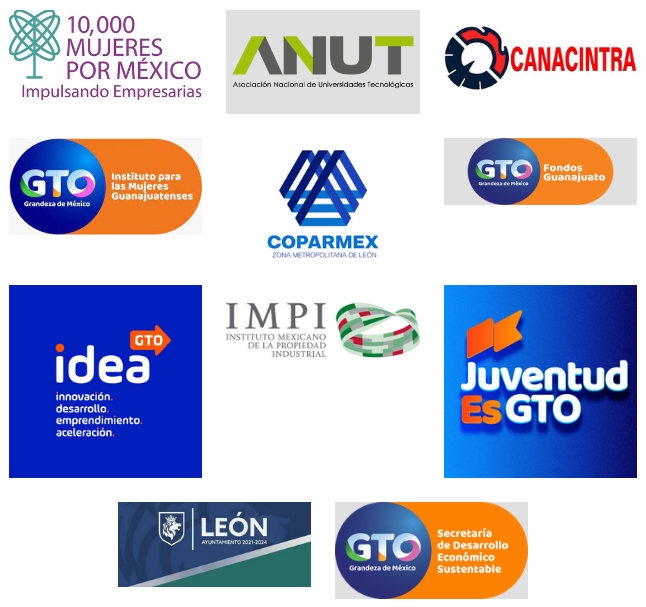 10,000
MUJERES
POR MÉXICO
Impulsando Empresarias
ANUT
Asociación Nacional de Universidades Tecnológicas
CANACINTRA
GTO
Grandeza de México
Instituto para
las Mujeres
Guanajuatenses
COPARMEX
ZONA METROPOLITANA DE LEÓN
GTO
Grandeza de México
Fondos
Guanajuato
GTO
idea
innovación.
desarrollo.
emprendimiento.
aceleración.
IMPI
INSTITUTO MEXICANO
DE LA PROPIEDAD
INDUSTRIAL
Juventud
Es GTO
LEÓN
AYUNTAMIENTO 2021-2024
GTO
Grandeza de México
Secretaría
de Desarrollo
Económico
Sustentable